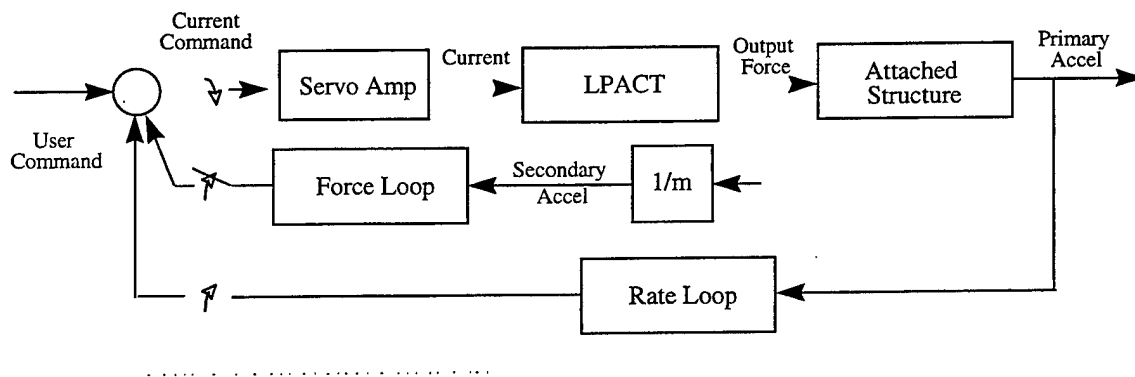 Current
Command
Servo Amp
Current
LPACT
Output
Force
Attached
Structure
Primary
Accel
User
Command
Force Loop
Secondary
Accel
1/m
Rate Loop